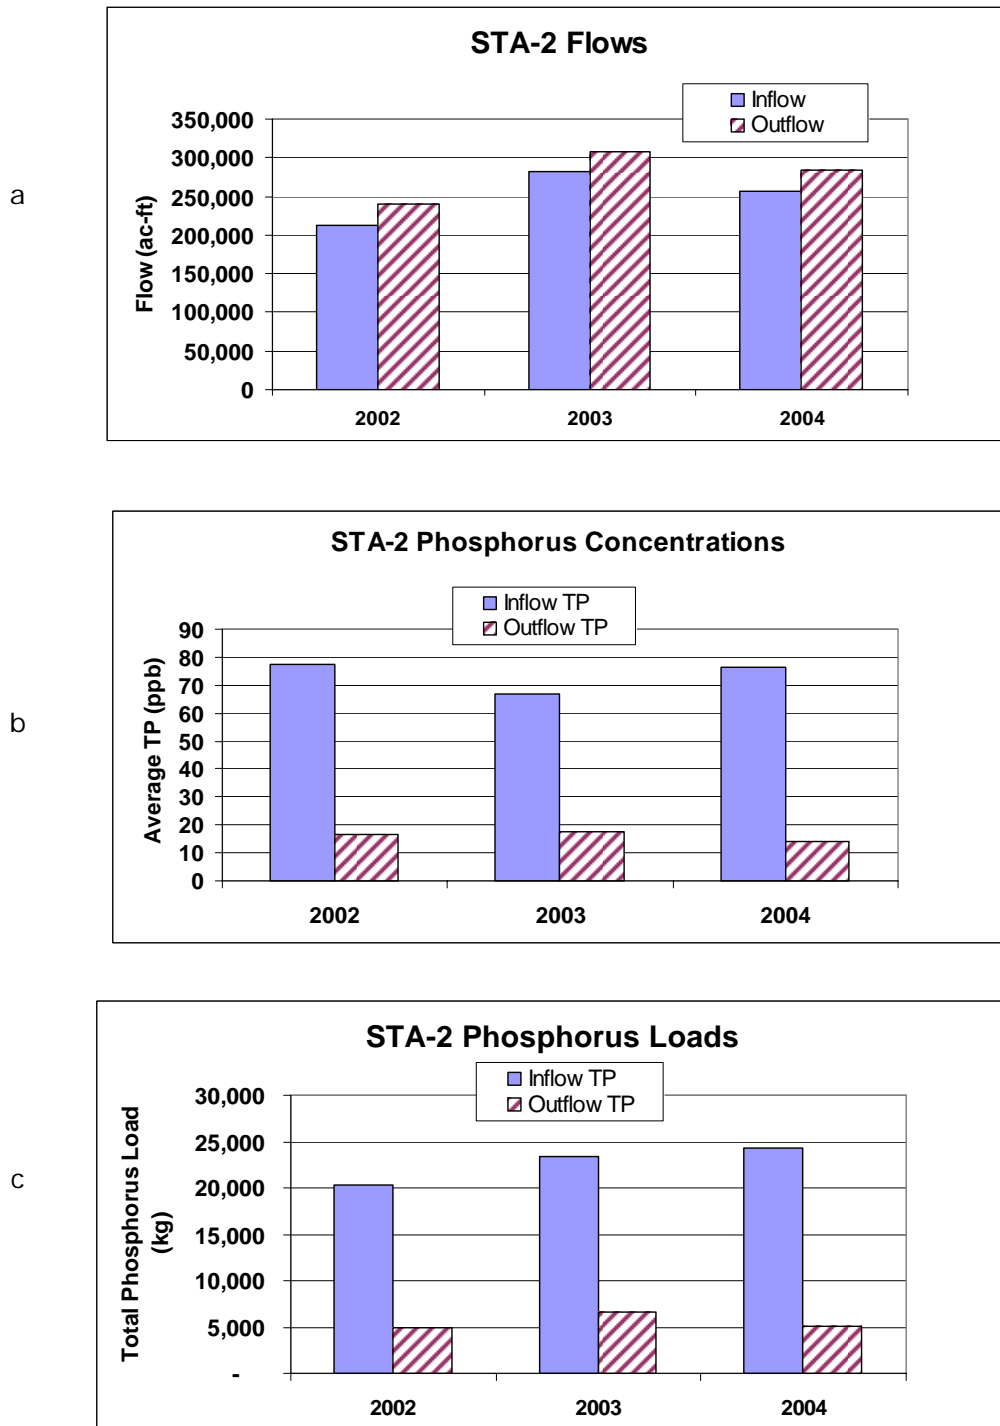 a
STA-2 Flows
Inflow
Outflow
Flow (ac-ft)
350,000
300,000
250,000
200,000
150,000
100,000
50,000
0
2002 2003 2004
b
STA-2 Phosphorus Concentrations
Inflow TP
Outflow TP
Average TP (ppb)
90
80
70
60
50
40
30
20
10
0
2002 2003 2004
c
STA-2 Phosphorus Loads
Inflow TP
Outflow TP
Total Phosphorus Load
(kg)
30,000
25,000
20,000
15,000
10,000
5,000
-
2002 2003 2004